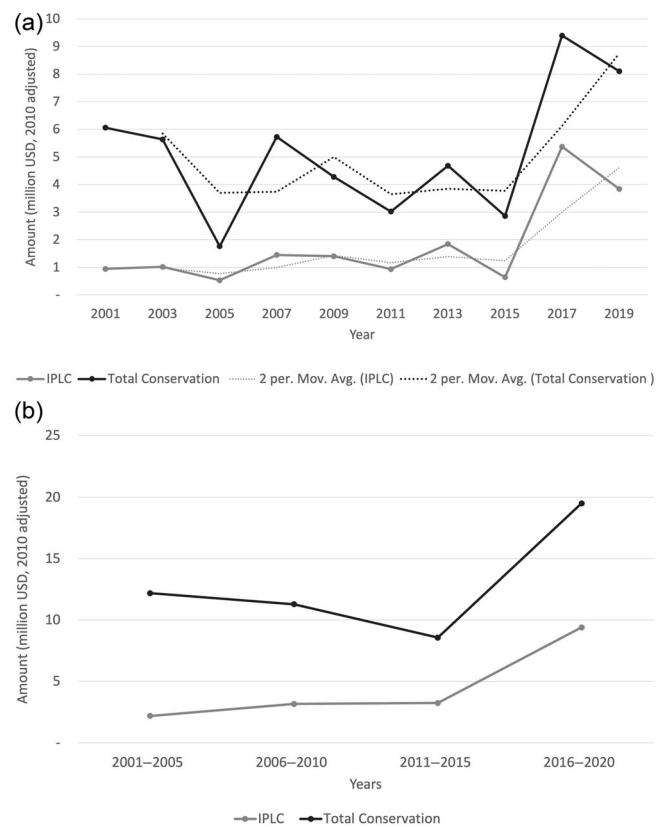 (a)
10
9
8
7
6
5
4
3
2
1
-
Amount (million USD, 2010 adjusted)
2001 2003 2005 2007 2009 2011 2013 2015 2017 2019
Year
IPLC Total Conservation 2 per. Mov. Avg. (IPLC) 2 per. Mov. Avg. (Total Conservation )
(b)
25
20
15
10
5
-
Amount (million USD, 2010 adjusted)
2001–2005 2006–2010 2011–2015 2016–2020
Years
IPLC Total Conservation